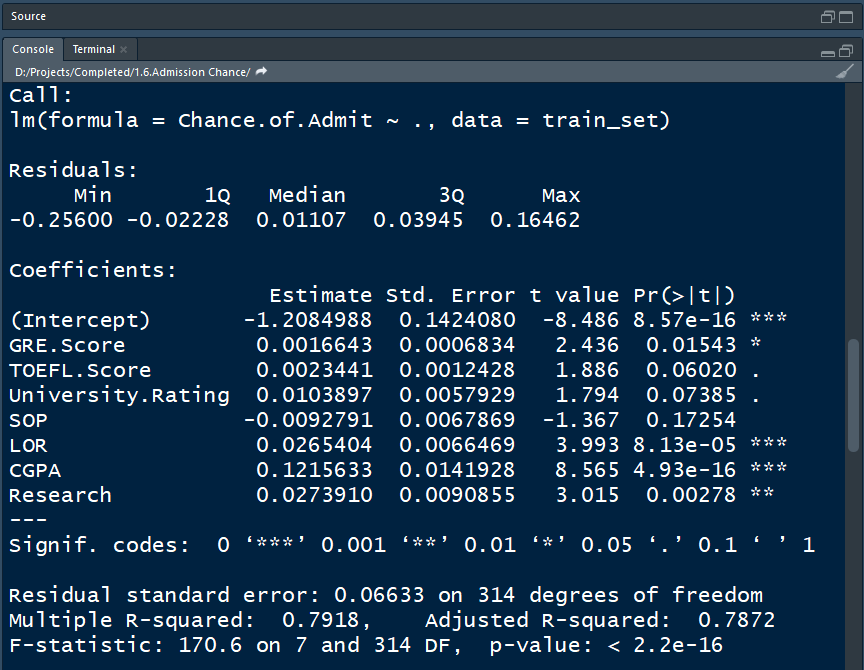 Source
Console Terminal ×
D:/Projects/Completed/1.6.Admission Chance/
Call:
lm(formula = Chance.of.Admit ~ ., data = train_set)
Residuals:
     Min       1Q   Median       3Q      Max
-0.25600 -0.02228  0.01107  0.03945  0.16462
Coefficients:
                    Estimate Std. Error t value Pr(>|t|)
(Intercept)       -1.2084988  0.1424080  -8.486 8.57e-16 ***
GRE.Score          0.0016643  0.0006834   2.436  0.01543 *
TOEFL.Score        0.0023441  0.0012428   1.886  0.06020 .
University.Rating  0.0103897  0.0057929   1.794  0.07385 .
SOP               -0.0092791  0.0067869  -1.367  0.17254
LOR                0.0265404  0.0066469   3.993 8.13e-05 ***
CGPA               0.1215633  0.0141928   8.565 4.93e-16 ***
Research           0.0273910  0.0090855   3.015  0.00278 **
---
Signif. codes:  0 ‘***’ 0.001 ‘**’ 0.01 ‘*’ 0.05 ‘.’ 0.1 ‘ ’ 1
Residual standard error: 0.06633 on 314 degrees of freedom
Multiple R-squared:  0.7918,    Adjusted R-squared:  0.7872
F-statistic: 170.6 on 7 and 314 DF,  p-value: < 2.2e-16